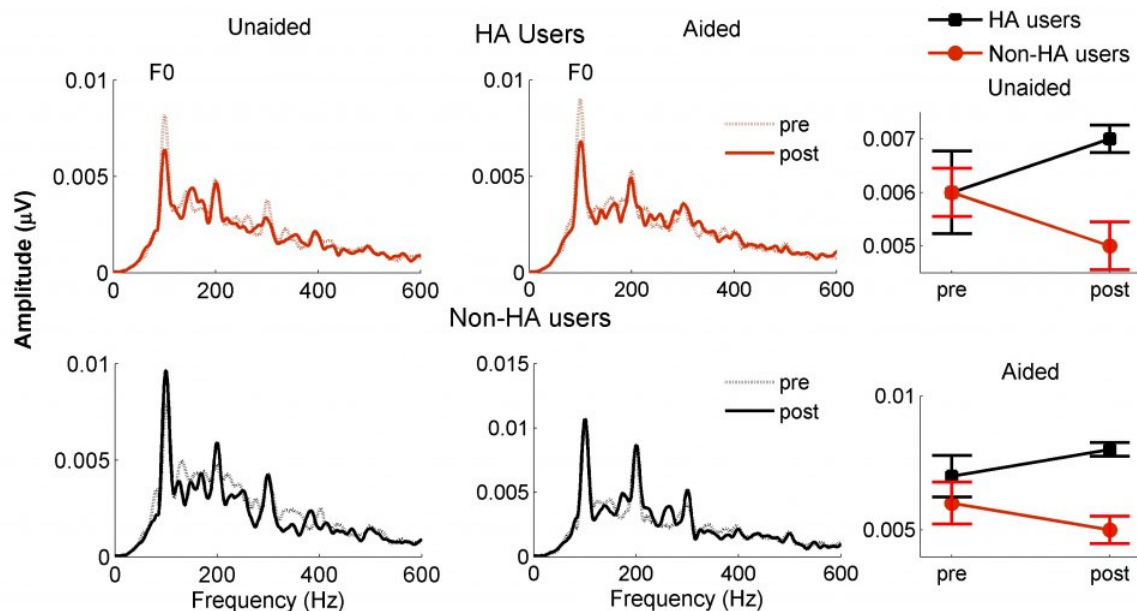 Unaided
HA Users
Aided
HA users
Non-HA users
Unaided
Amplitude (µV)
0.01
0.005
0
F0
0 200 400 600
0.01
0.005
0
F0
pre
post
0 200 400 600
0.007
0.006
0.005
pre post
Non-HA users
0.01
0.005
0
0 200 400 600
Frequency (Hz)
0.015
0.01
0.005
0
pre
post
0 200 400 600
Frequency (Hz)
Aided
0.01
0.005
pre post